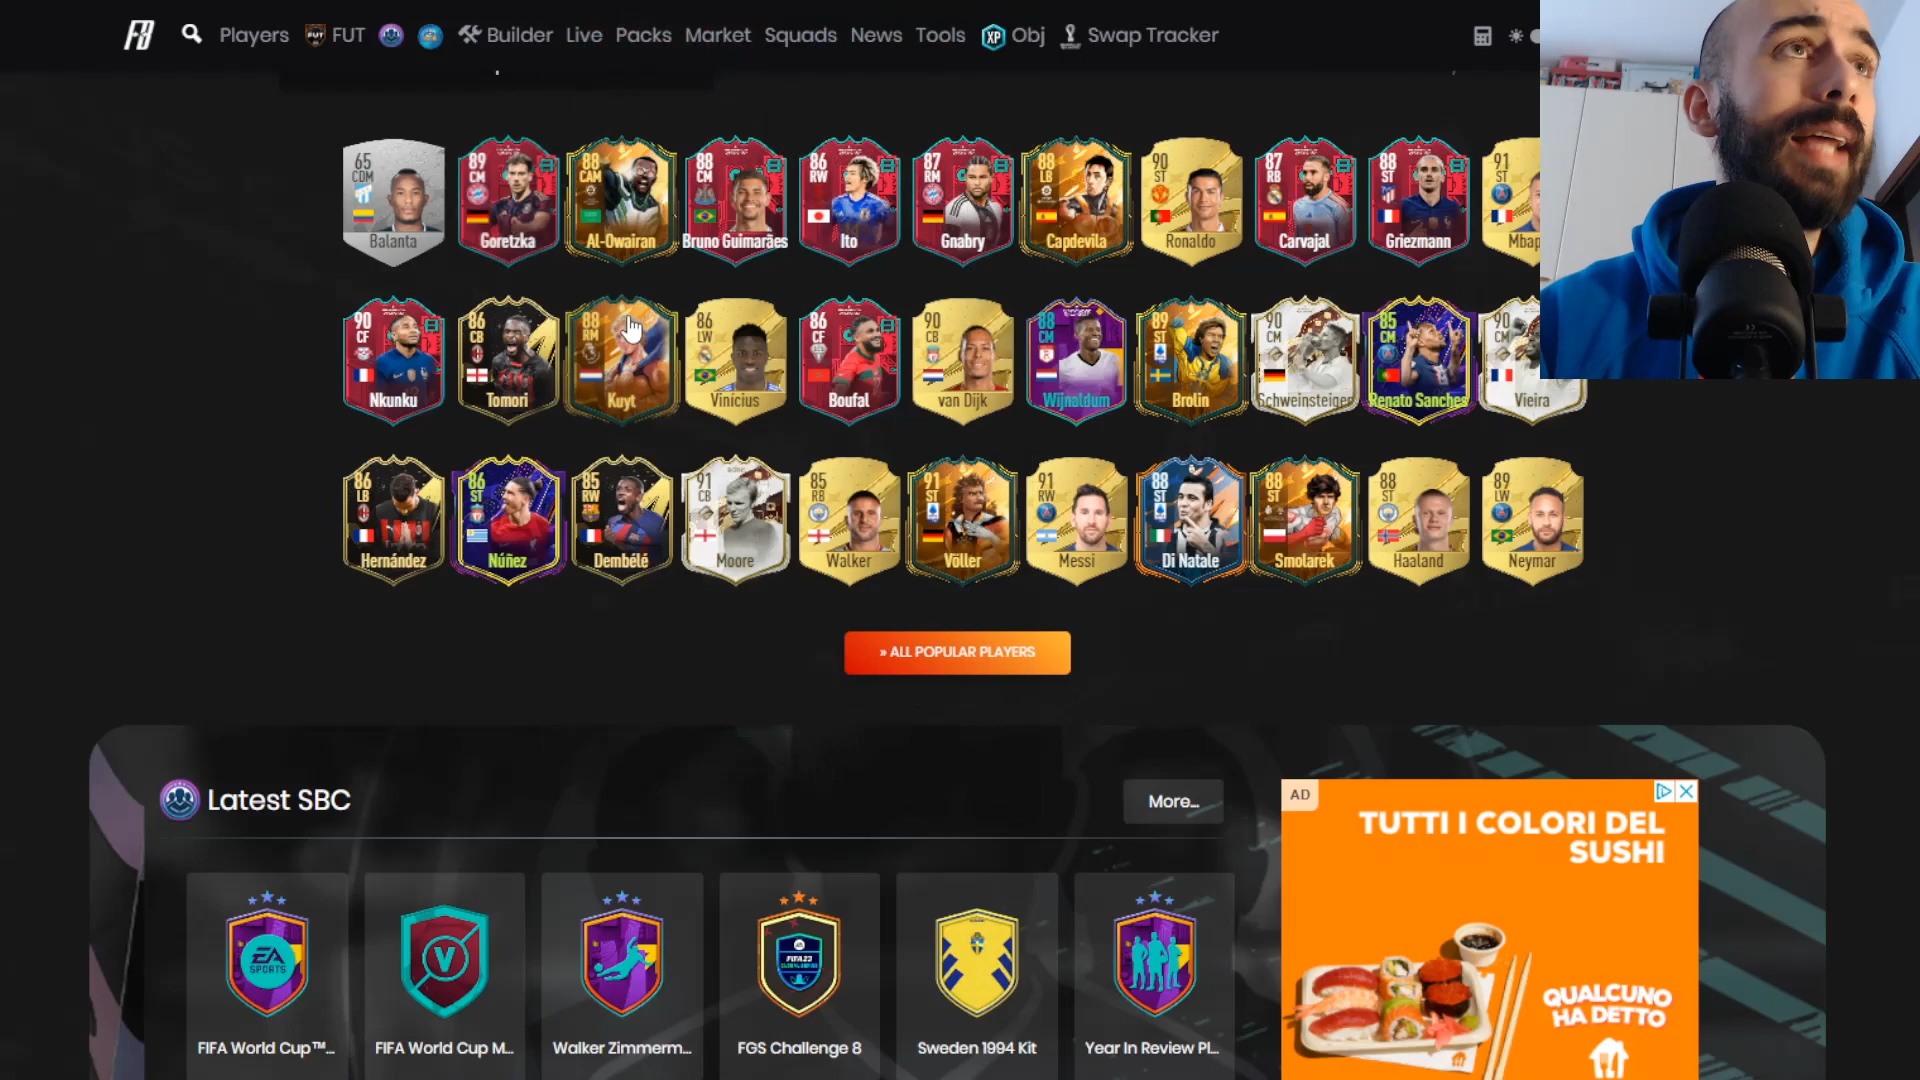 FB Players FUT Builder Live Packs Market Squads News Tools XP Obj Swap Tracker
65 CDM Balanta
89 CM Goretzka
88 CAM Al-Owairan
88 CM Bruno Guimarães
86 RW Ito
87 RM Gnabry
88 LB Capdevila
90 ST Ronaldo
87 RB Carvajal
88 ST Griezmann
91 ST Mbap
90 CF Nkunku
86 CB Tomori
88 RM Kuyt
86 LW Vinícius
86 CF Boufal
90 CB van Dijk
88 CM Wijnaldum
89 ST Brolin
90 CM Schweinsteiger
85 CM Renato Sanches
90 CM Vieira
86 LB Hernández
86 ST Núñez
85 RW Dembélé
91 CB Moore
85 RB Walker
91 ST Völler
91 RW Messi
88 ST Di Natale
88 ST Smolarek
88 ST Haaland
89 LW Neymar
» ALL POPULAR PLAYERS
Latest SBC
More...
EA SPORTS
V
FIFA 23
FIFA World Cup™...
FIFA World Cup M...
Walker Zimmerm...
FGS Challenge 8
Sweden 1994 Kit
Year In Review Pl...
AD
TUTTI I COLORI DEL
SUSHI
QUALCUNO
HA DETTO